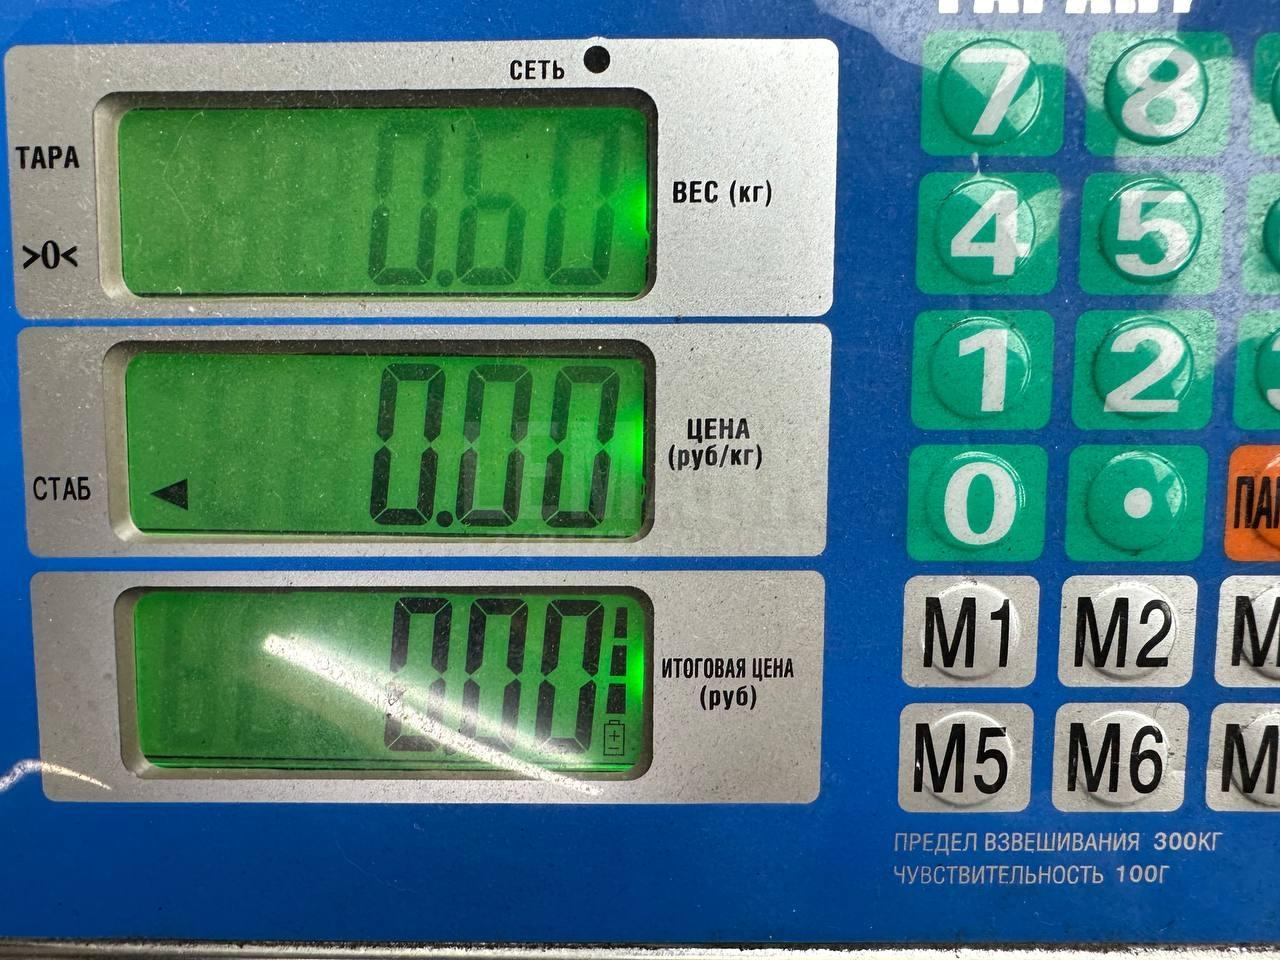 СЕТЬ
ТАРА
>0<
0.60
ВЕС (кг)
СТАБ
0.00
ЦЕНА
(руб/кг)
0.00
ИТОГОВАЯ ЦЕНА
(руб)
7 8
4 5
1 2
0 .
M1 M2
M5 M6
ПРЕДЕЛ ВЗВЕШИВАНИЯ 300КГ
ЧУВСТВИТЕЛЬНОСТЬ 100Г